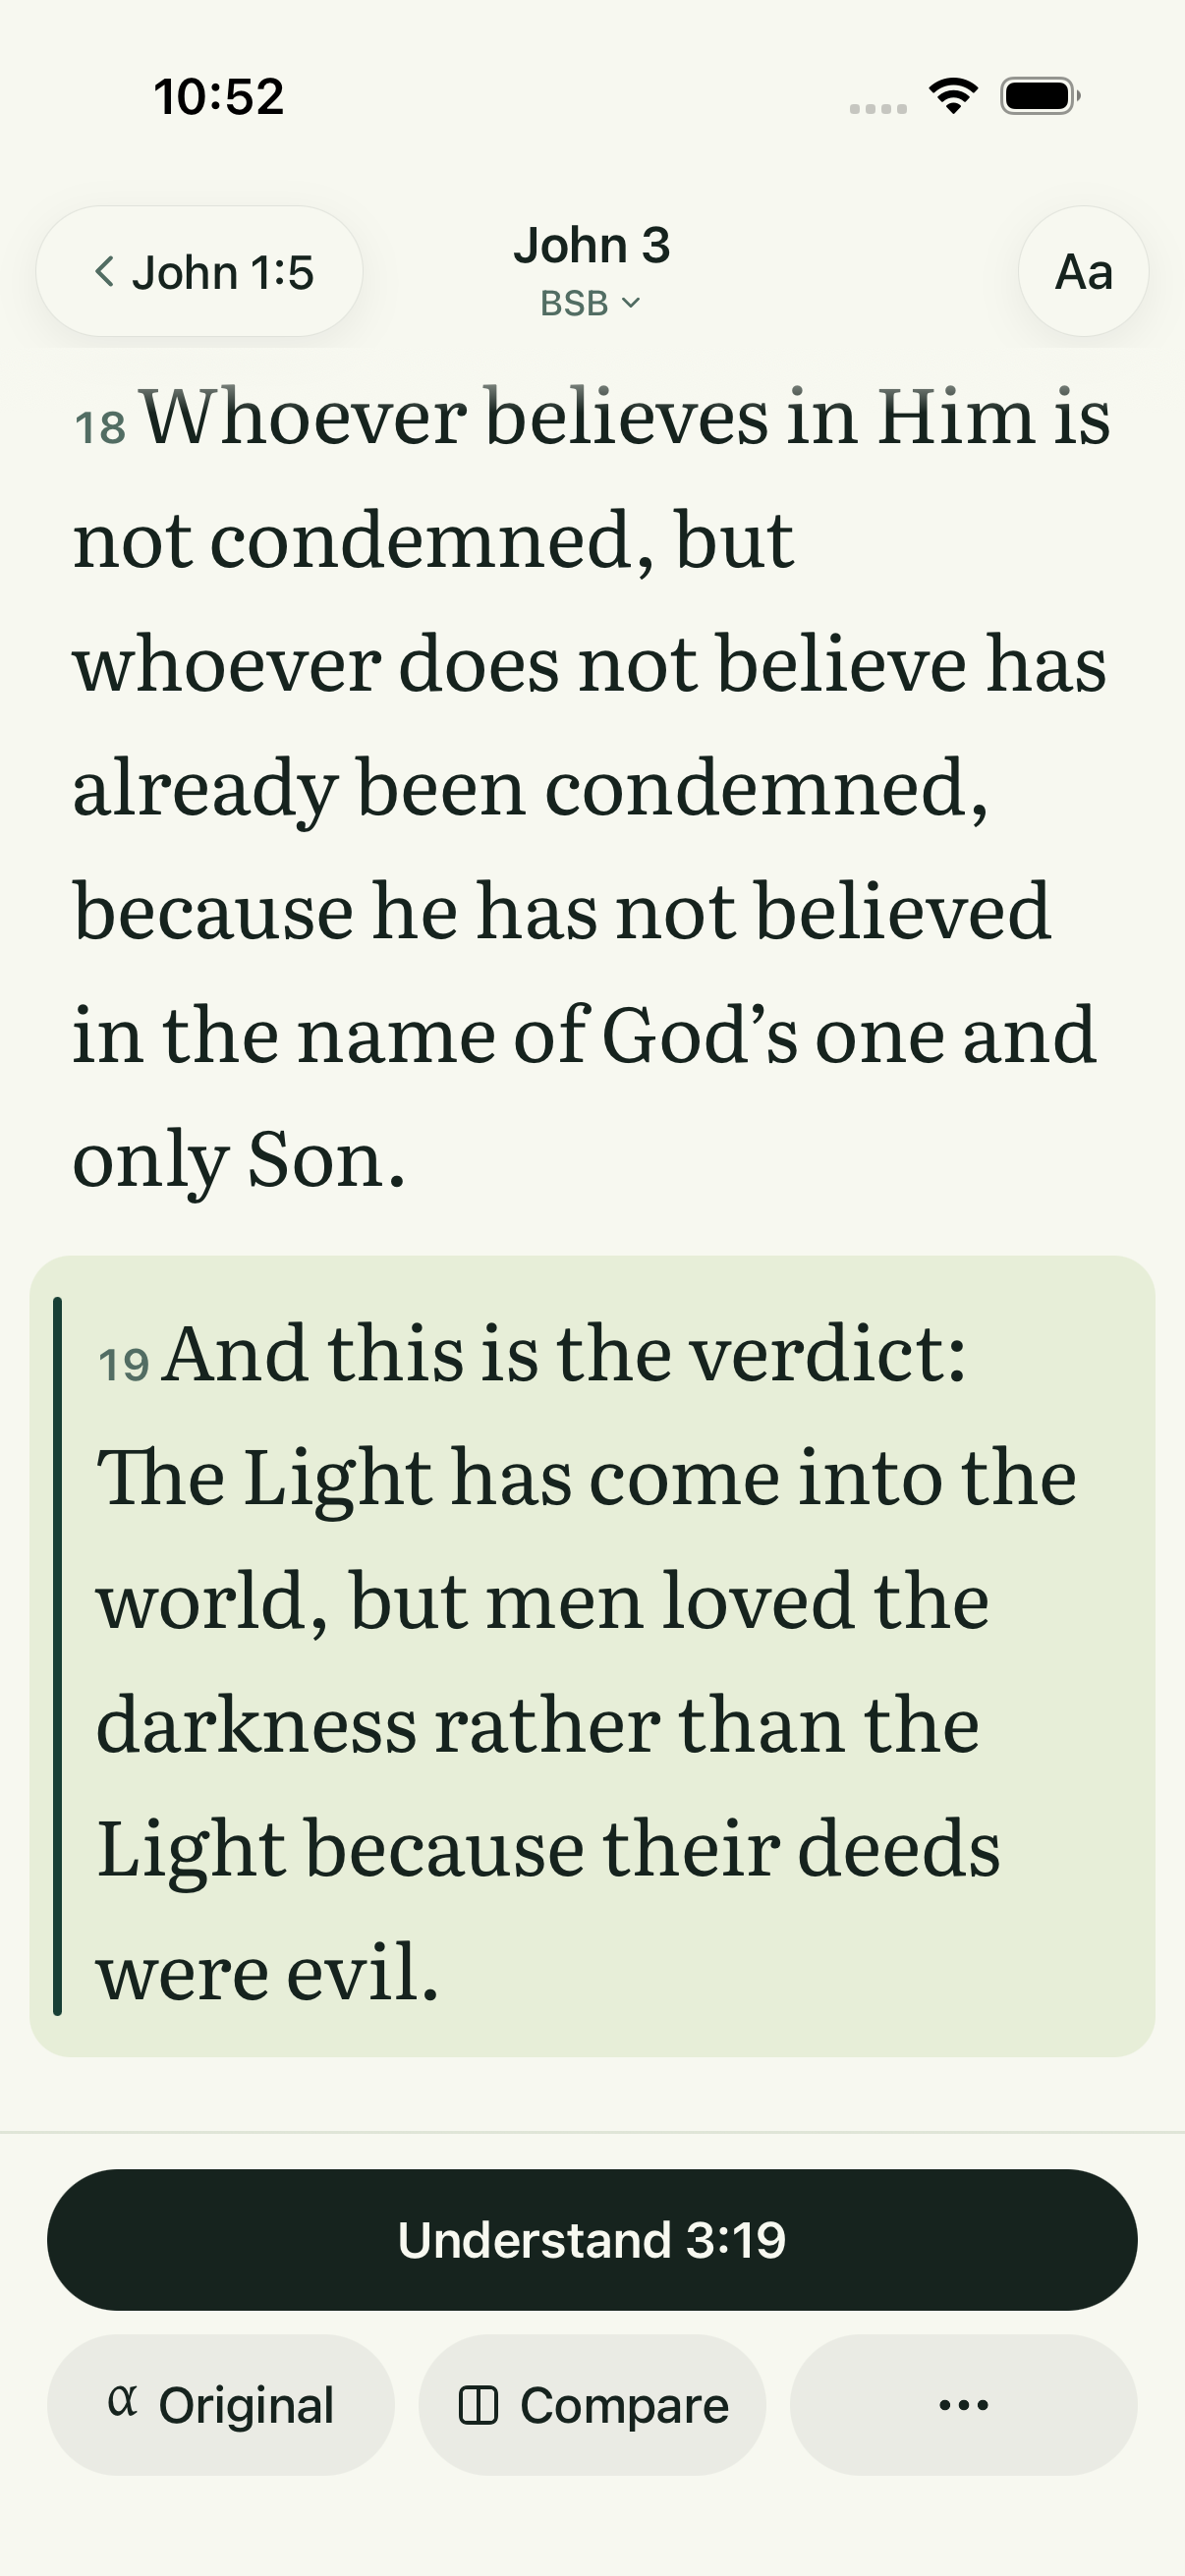 10:52
John 1:5
John 3
BSB
Aa
18 Whoever believes in Him is
not condemned, but
whoever does not believe has
already been condemned,
because he has not believed
in the name of God’s one and
only Son.
19 And this is the verdict:
The Light has come into the
world, but men loved the
darkness rather than the
Light because their deeds
were evil.
Understand 3:19
α Original
Compare
•••